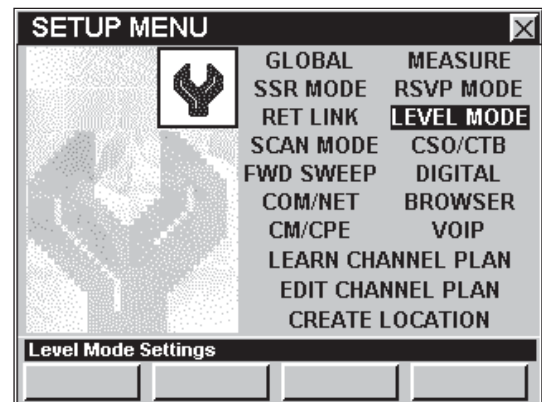 SETUP MENU
GLOBAL MEASURE
SSR MODE RSVP MODE
RET LINK LEVEL MODE
SCAN MODE CSO/CTB
FWD SWEEP DIGITAL
COM/NET BROWSER
CM/CPE VOIP
LEARN CHANNEL PLAN
EDIT CHANNEL PLAN
CREATE LOCATION
Level Mode Settings